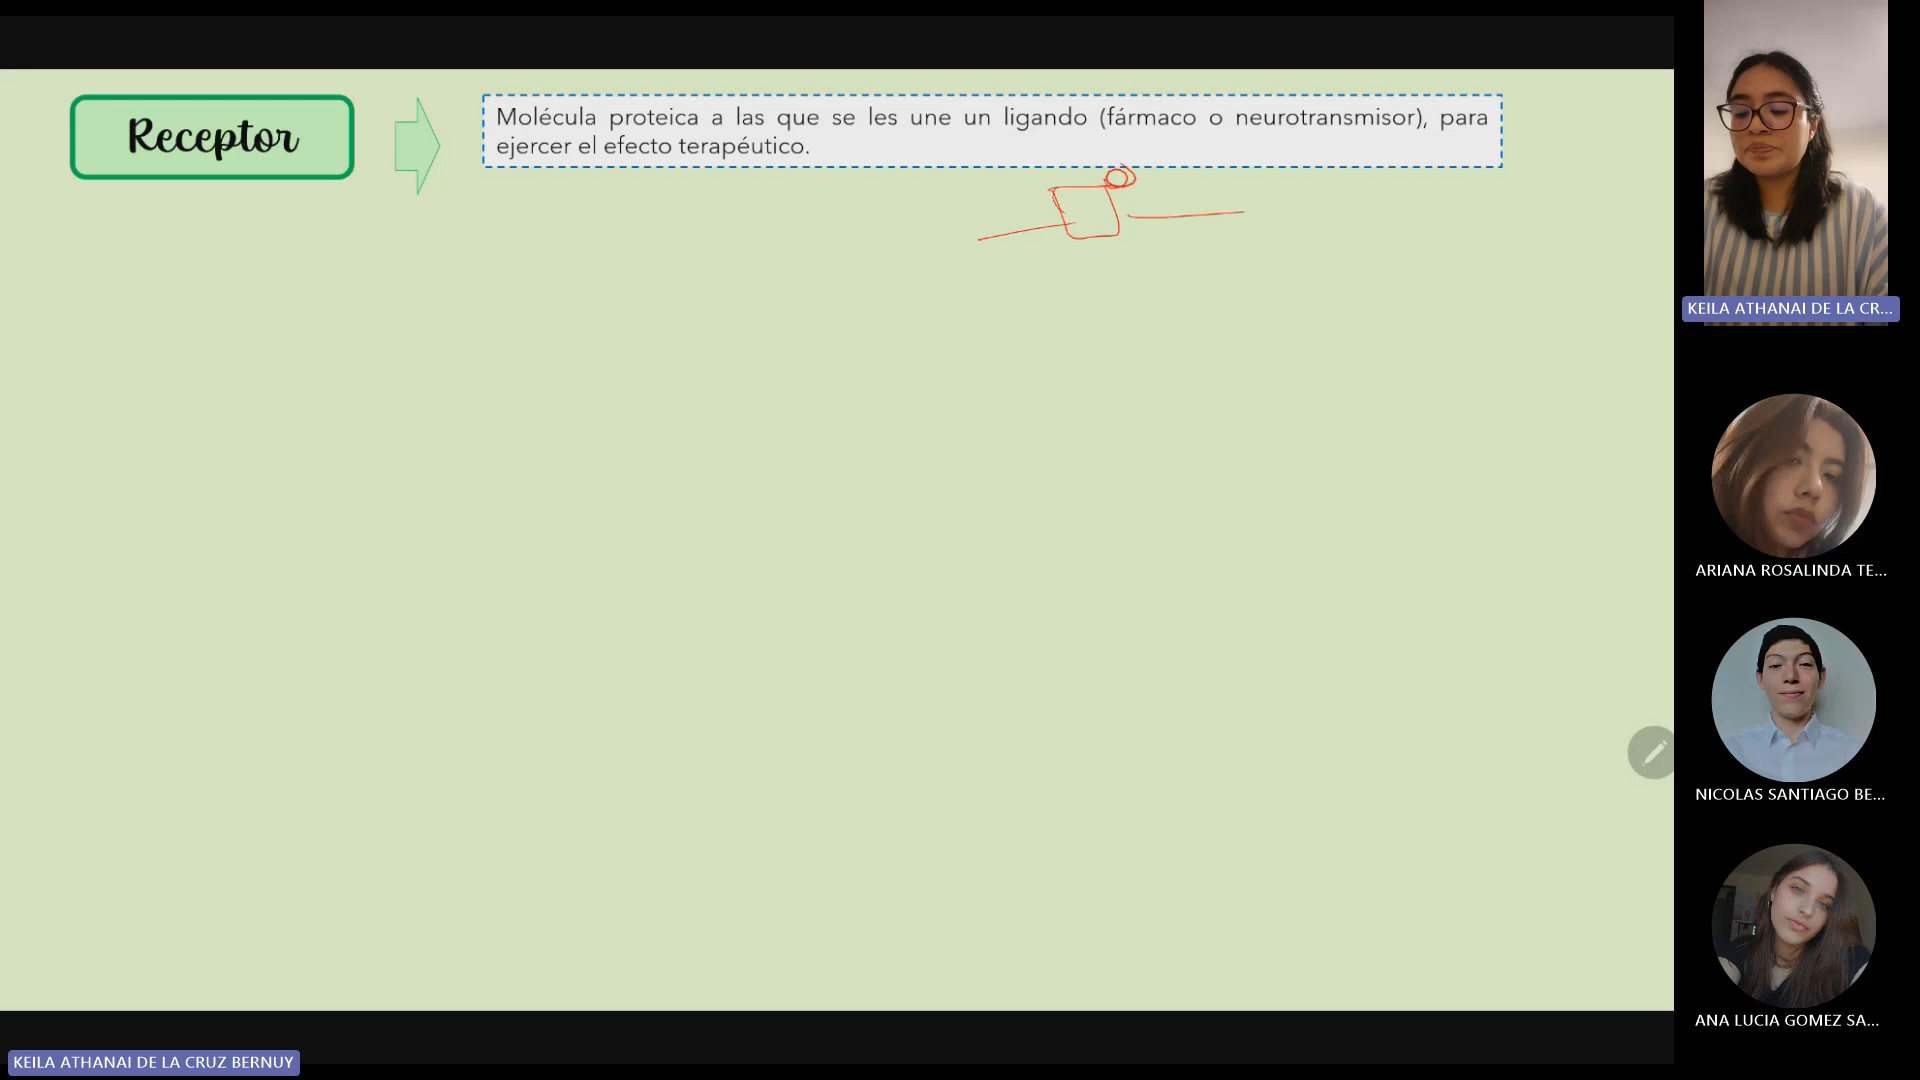 Receptor
Molécula proteica a las que se les une un ligando (fármaco o neurotransmisor), para
ejercer el efecto terapéutico.
KEILA ATHANAI DE LA CR...
ARIANA ROSALINDA TE...
NICOLAS SANTIAGO BE...
ANA LUCIA GOMEZ SA...
KEILA ATHANAI DE LA CRUZ BERNUY